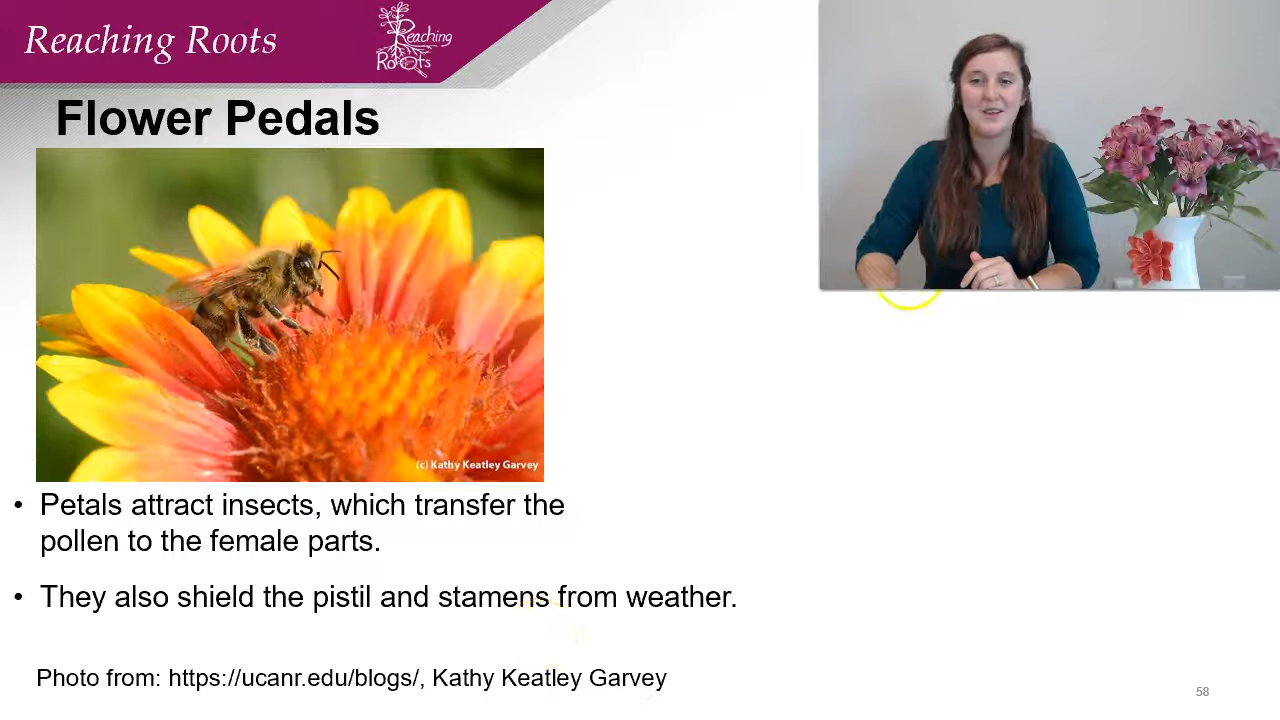 Reaching Roots
Reaching
Roots
Flower Pedals
(c) Kathy Keatley Garvey
• Petals attract insects, which transfer the
pollen to the female parts.
• They also shield the pistil and stamens from weather.
Photo from: https://ucanr.edu/blogs/, Kathy Keatley Garvey
58